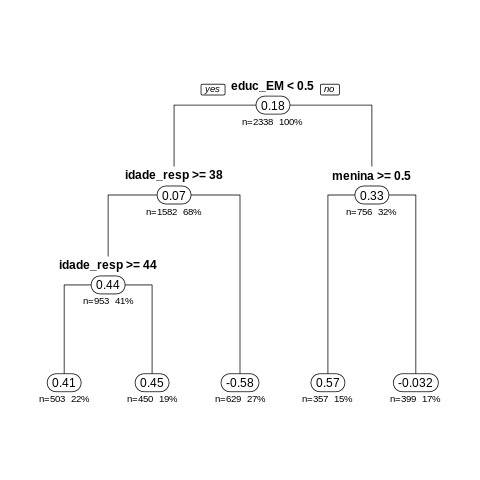 yes educ_EM < 0.5 no
0.18
n=2338 100%
idade_resp >= 38 menina >= 0.5
0.07 0.33
n=1582 68% n=756 32%
idade_resp >= 44
0.44
n=953 41%
0.41 0.45 -0.58 0.57 -0.032
n=503 22% n=450 19% n=629 27% n=357 15% n=399 17%